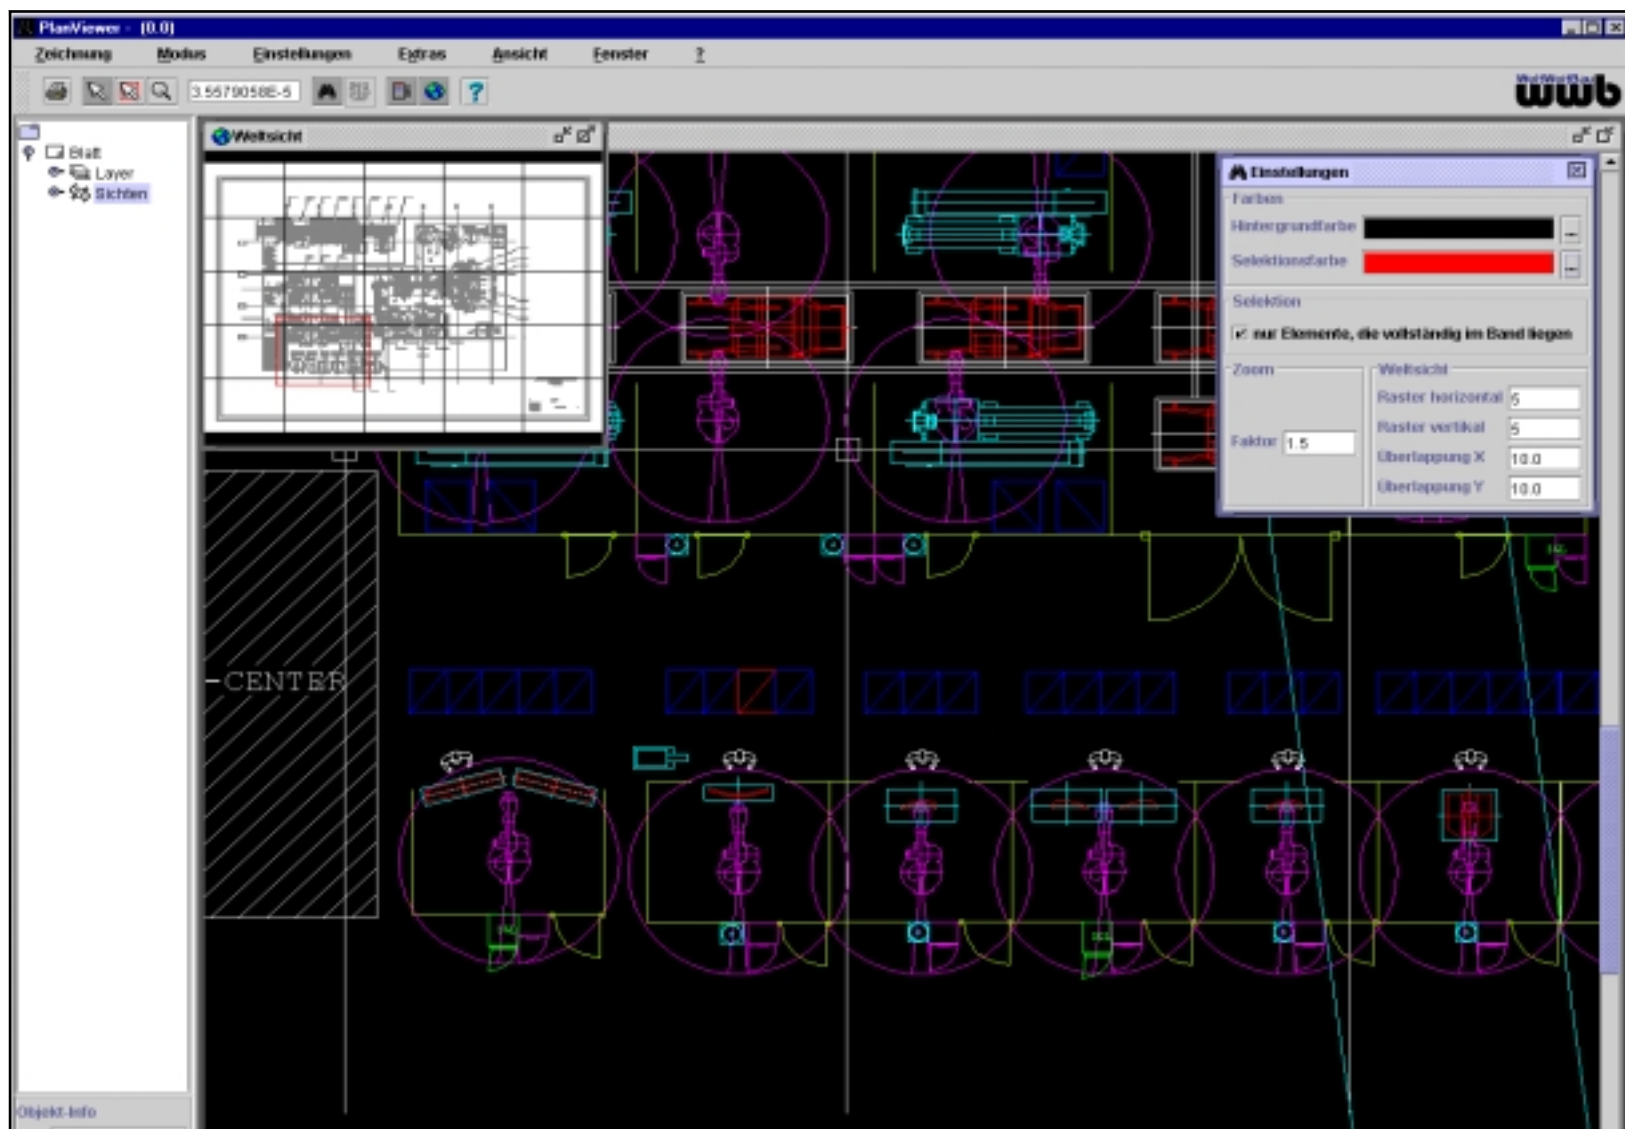 PlanViewer - (0.0)
Zeichnung Modus Einstellungen Extras Ansicht Fenster ?
3.5579058E-5 ?
WeltWeitBau
wwb
Blatt
Layer
Sichten
Weltsicht
Einstellungen
Farben
Hintergrundfarbe ...
Selektionsfarbe ...
Selektion
nur Elemente, die vollständig im Band liegen
Zoom
Faktor 1.5
Weltsicht
Raster horizontal 5
Raster vertikal 5
Überlappung X 10.0
Überlappung Y 10.0
CENTER
Objekt-Info